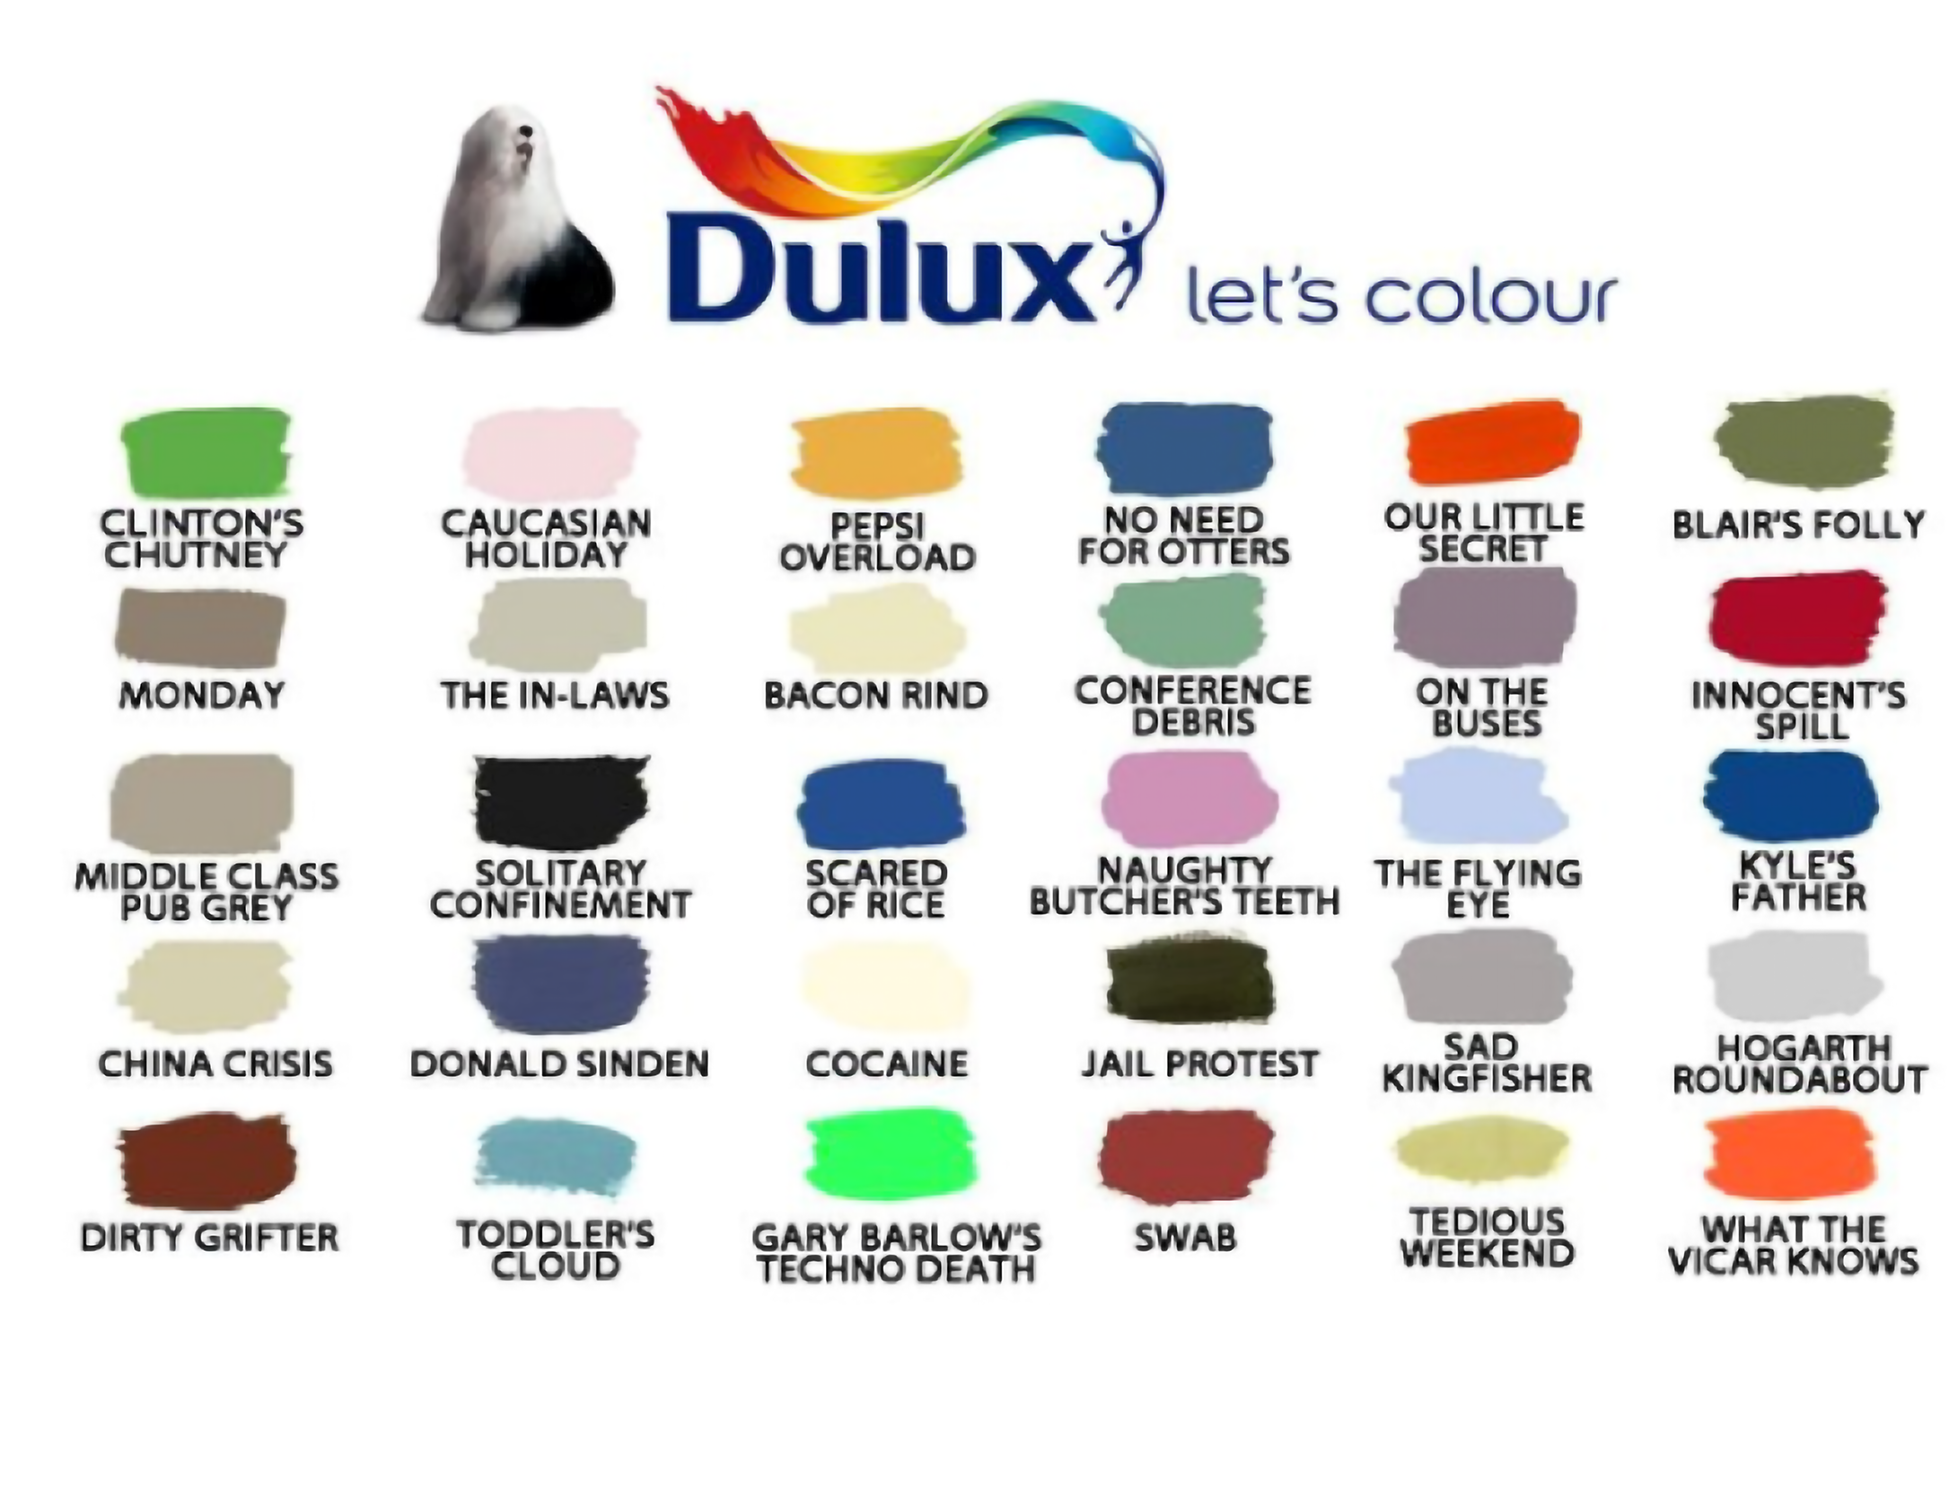 Dulux let's colour
CLINTON'S
CHUTNEY
CAUCASIAN
HOLIDAY
PEPSI
OVERLOAD
NO NEED
FOR OTTERS
OUR LITTLE
SECRET
BLAIR'S FOLLY
MONDAY
THE IN-LAWS
BACON RIND
CONFERENCE
DEBRIS
ON THE
BUSES
INNOCENT'S
SPILL
MIDDLE CLASS
PUB GREY
SOLITARY
CONFINEMENT
SCARED
OF RICE
NAUGHTY
BUTCHER'S TEETH
THE FLYING
EYE
KYLE'S
FATHER
CHINA CRISIS
DONALD SINDEN
COCAINE
JAIL PROTEST
SAD
KINGFISHER
HOGARTH
ROUNDABOUT
DIRTY GRIFTER
TODDLER'S
CLOUD
GARY BARLOW'S
TECHNO DEATH
SWAB
TEDIOUS
WEEKEND
WHAT THE
VICAR KNOWS